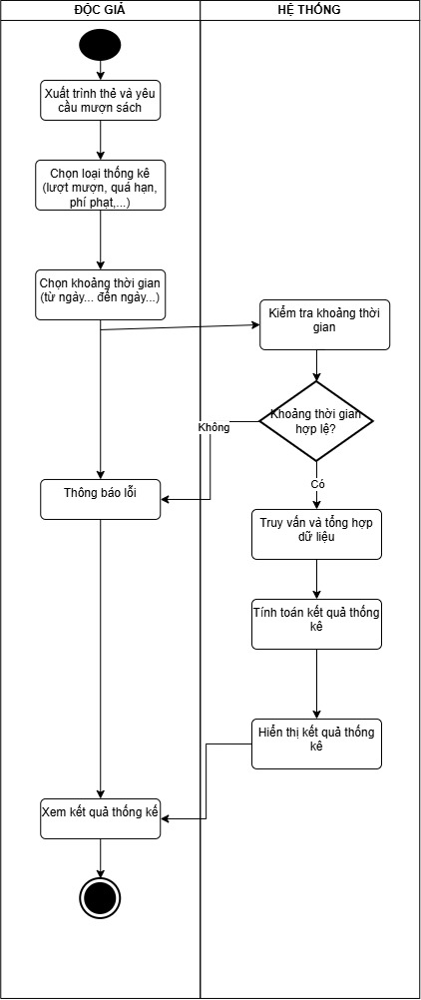 ĐỘC GIẢ
HỆ THỐNG
Xuất trình thẻ và yêu
cầu mượn sách
Chọn loại thống kê
(lượt mượn, quá hạn,
phí phạt,...)
Chọn khoảng thời gian
(từ ngày... đến ngày...)
Kiểm tra khoảng thời
gian
Khoảng thời gian
hợp lệ?
Không
Có
Thông báo lỗi
Truy vấn và tổng hợp
dữ liệu
Tính toán kết quả thống
kê
Hiển thị kết quả thống
kê
Xem kết quả thống kế